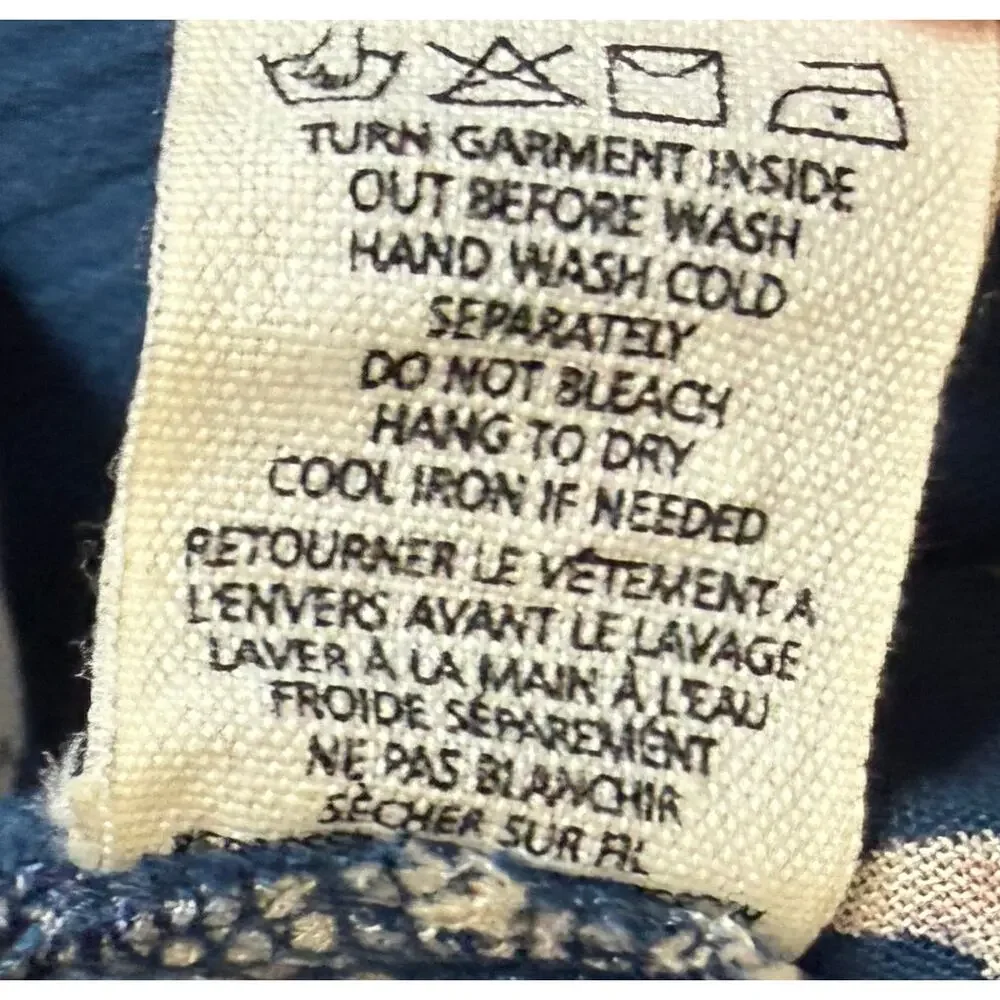 TURN GARMENT INSIDE
OUT BEFORE WASH
HAND WASH COLD
SEPARATELY
DO NOT BLEACH
HANG TO DRY
COOL IRON IF NEEDED
RETOURNER LE VÊTEMENT À
L'ENVERS AVANT LE LAVAGE
LAVER À LA MAIN À L'EAU
FROIDE SÉPARÉMENT
NE PAS BLANCHIR
SÉCHER SUR FIL